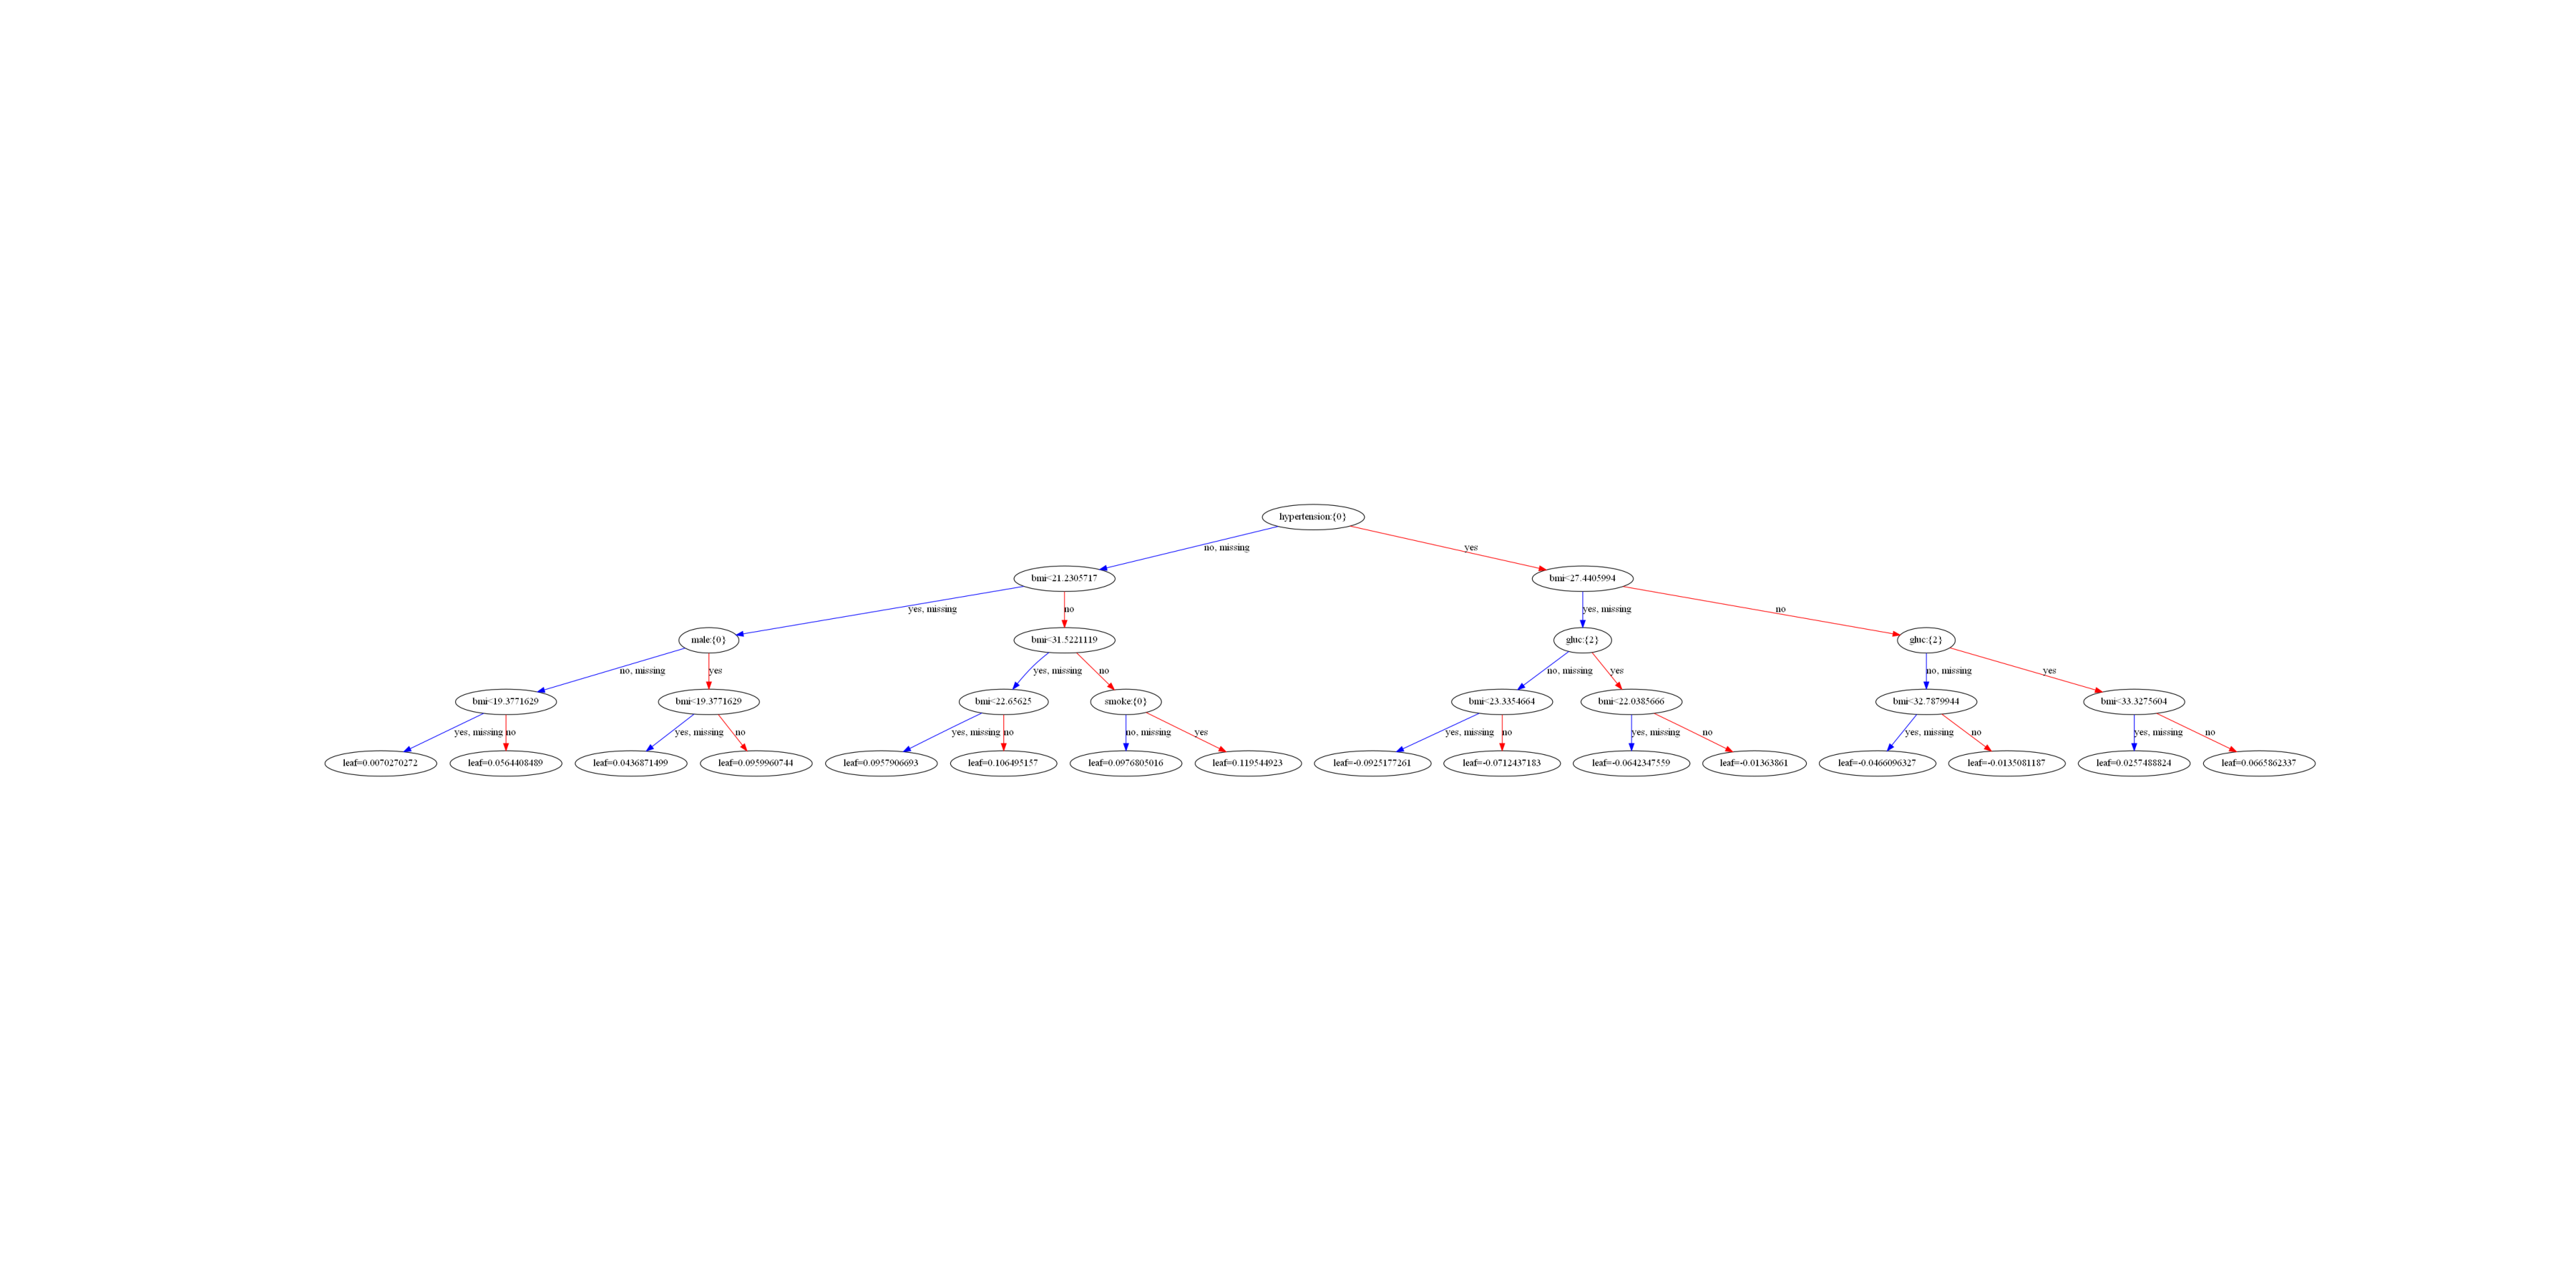 hypertension:{0}
no, missing
yes
bmi<21.2305717
bmi<27.4405994
yes, missing
no
yes, missing
no
male:{0}
bmi<31.5221119
gluc:{2}
gluc:{2}
no, missing
yes
yes, missing
no
no, missing
yes
no, missing
yes
bmi<19.3771629
bmi<19.3771629
bmi<22.65625
smoke:{0}
bmi<23.3354664
bmi<22.0385666
bmi<32.7879944
bmi<33.3275604
yes, missing
no
yes, missing
no
yes, missing
no
no, missing
yes
yes, missing
no
yes, missing
no
yes, missing
no
yes, missing
no
leaf=0.0070270272
leaf=0.0564408489
leaf=0.0436871499
leaf=0.0959960744
leaf=0.0957906693
leaf=0.106495157
leaf=0.0976805016
leaf=0.119544923
leaf=-0.0925177261
leaf=-0.0712437183
leaf=-0.0642347559
leaf=-0.01363861
leaf=-0.0466096327
leaf=-0.0135081187
leaf=0.0257488824
leaf=0.0665862337